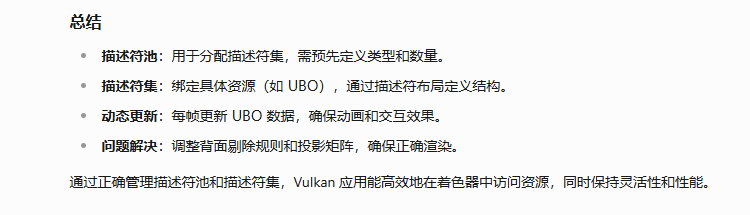 总结
描述符池：用于分配描述符集，需预先定义类型和数量。
描述符集：绑定具体资源（如 UBO），通过描述符布局定义结构。
动态更新：每帧更新 UBO 数据，确保动画和交互效果。
问题解决：调整背面剔除规则和投影矩阵，确保正确渲染。
通过正确管理描述符池和描述符集，Vulkan 应用能高效地在着色器中访问资源，同时保持灵活性和性能。